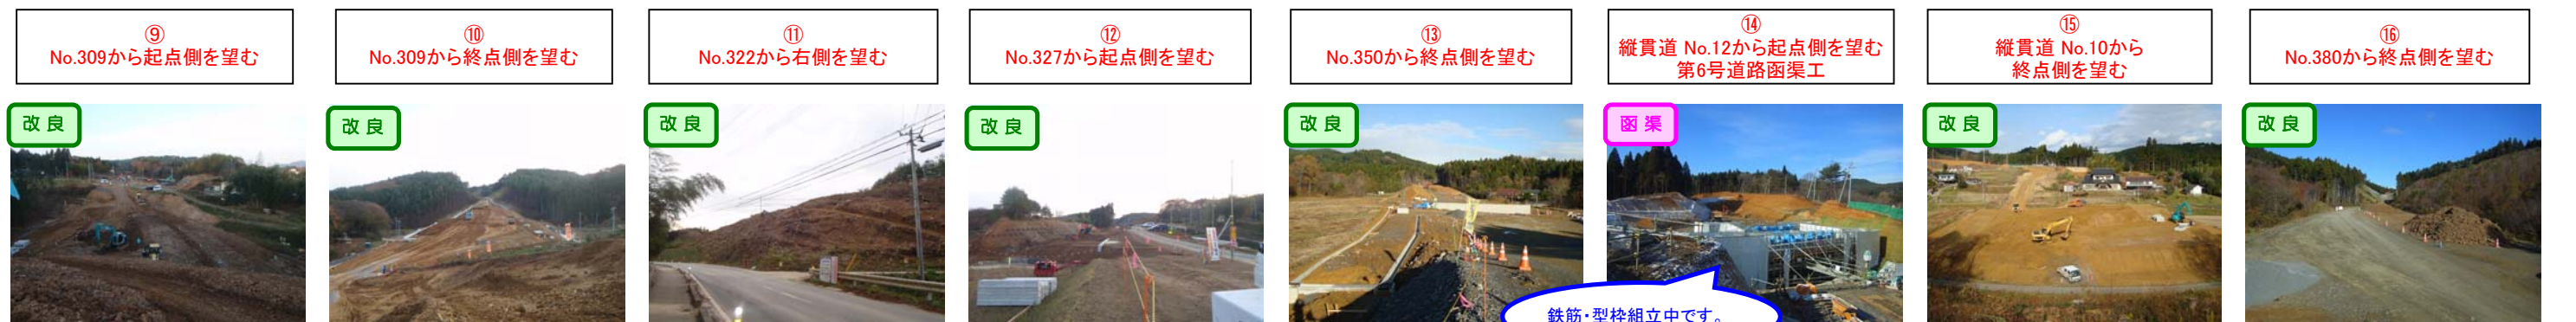 ⑨
No.309から起点側を望む
⑩
No.309から終点側を望む
⑪
No.322から右側を望む
⑫
No.327から起点側を望む
⑬
No.350から終点側を望む
⑭
縦貫道 No.12から起点側を望む
第6号道路函渠工
⑮
縦貫道 No.10から
終点側を望む
⑯
No.380から終点側を望む
改良
改良
改良
改良
改良
函渠
改良
改良
鉄筋・型枠組立中です。